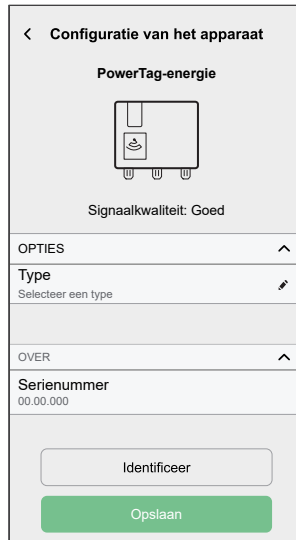 Configuratie van het apparaat
PowerTag-energie
Signaalkwaliteit: Goed
OPTIES
Type
Selecteer een type
OVER
Serienummer
00.00.000
Identificeer
Opslaan